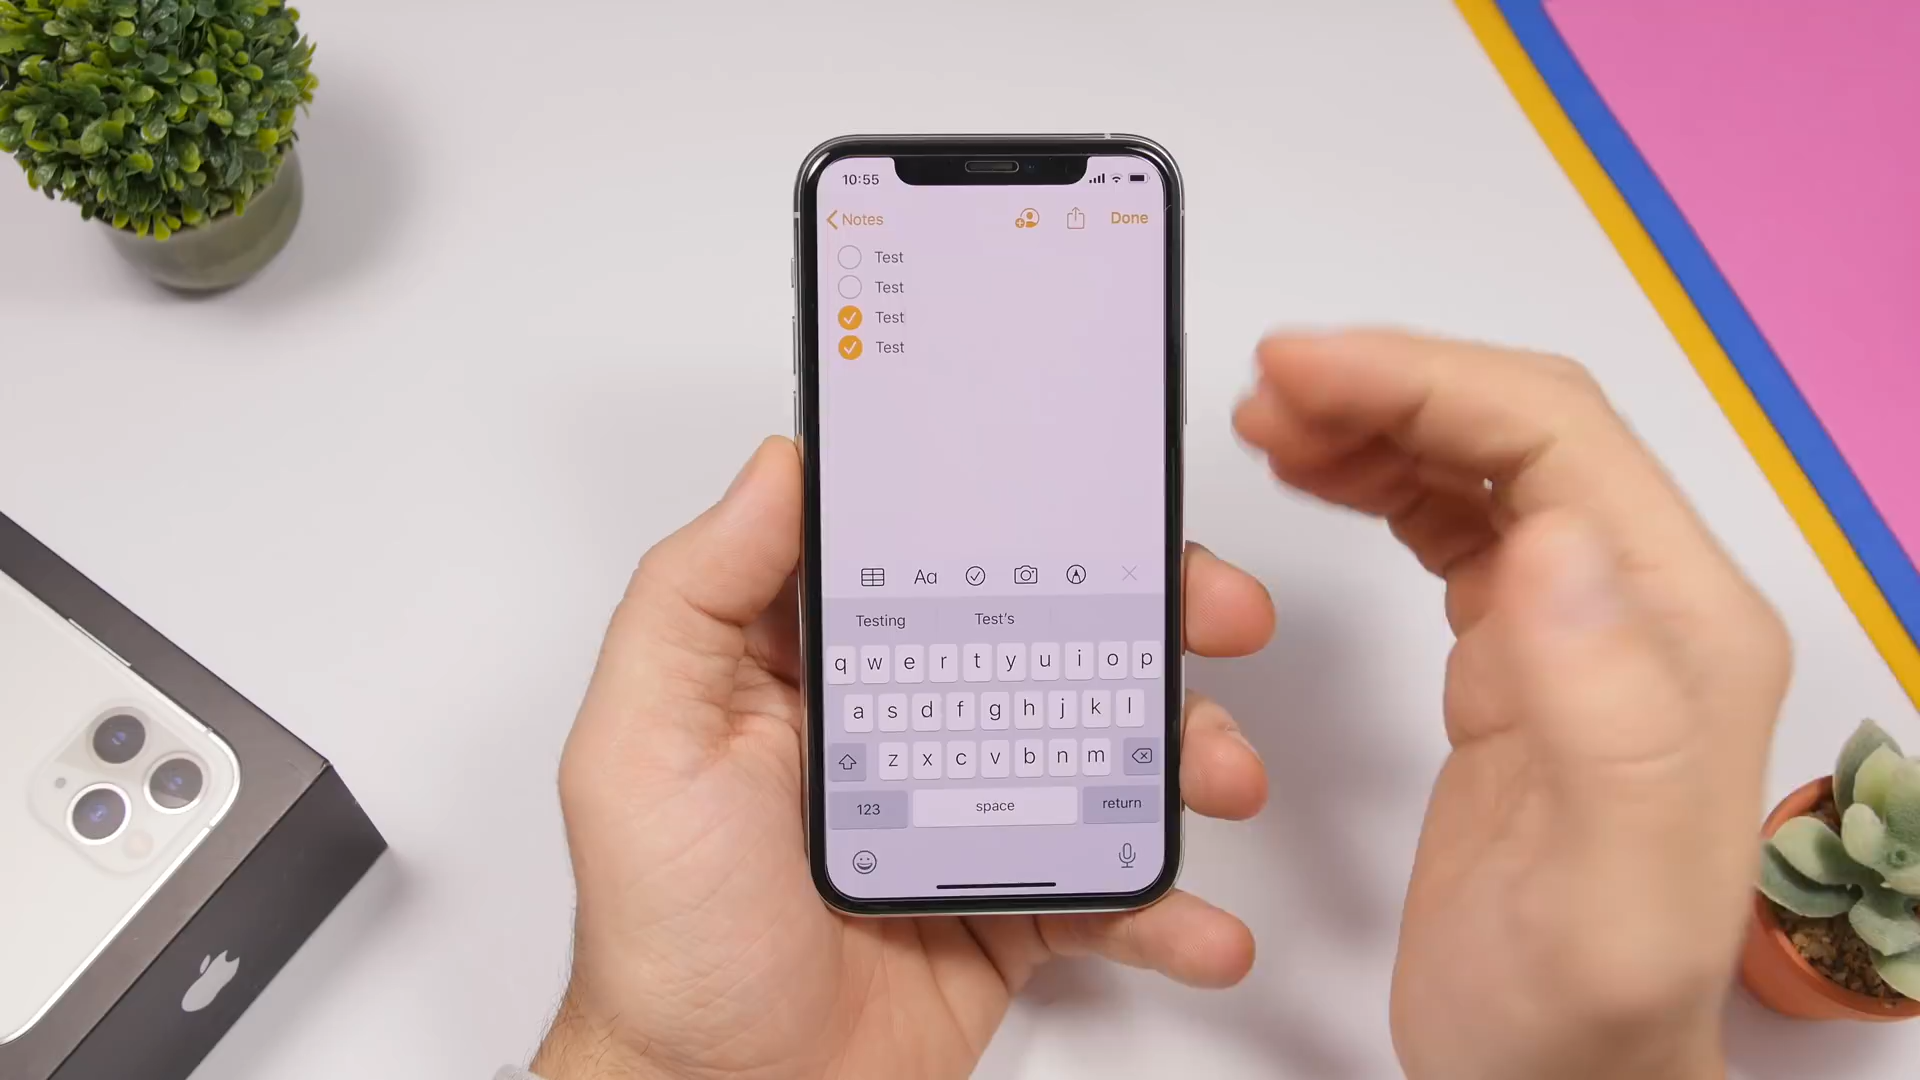 10:55
Notes
Done
Test
Test
Test
Test
Aa
Testing Test's
q w e r t y u i o p
a s d f g h j k l
z x c v b n m
123 space return